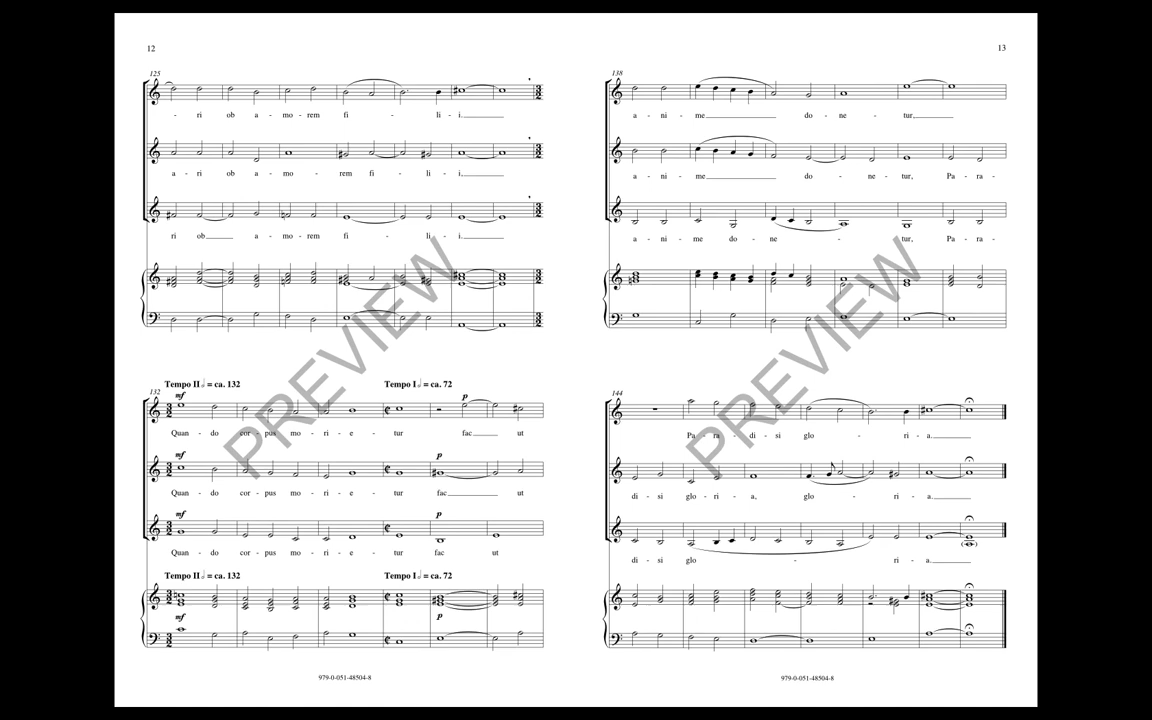 12
125
- ri ob a - mo - rem fi - li - i.
a - ri ob a - mo - rem fi - li - i,
ri ob a - mo - rem fi - li - i.
Tempo II = ca. 132
Tempo I = ca. 72
132
mf
p
Quan - do cor - pus mo - ri - e - tur fac ut
mf
p
Quan - do cor - pus mo - ri - e - tur fac ut
mf
p
Quan - do cor - pus mo - ri - e - tur fac ut
Tempo II = ca. 132
Tempo I = ca. 72
mf
p
979-0-051-48504-8
PREVIEW
13
138
a - ni - me do - ne - tur,
a - ni - me do - ne - tur, Pa - ra -
a - ni - me do - ne - tur, Pa - ra -
144
Pa - ra - di - si glo - ri - a.
di - si glo - ri - a, glo - ri - a.
di - si glo - ri - a.
979-0-051-48504-8
PREVIEW